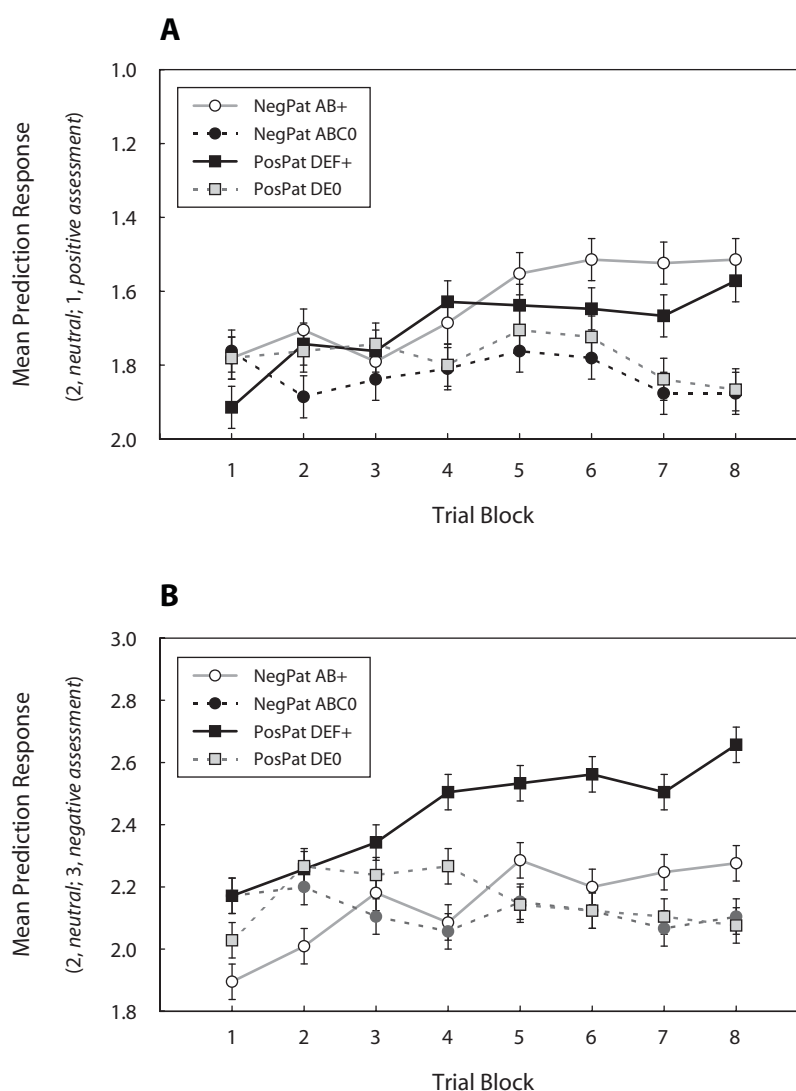 A
Mean Prediction Response
(2, neutral; 1, positive assessment)
1.0
1.2
1.4
1.6
1.8
2.0
NegPat AB+
NegPat ABC0
PosPat DEF+
PosPat DE0
1 2 3 4 5 6 7 8
Trial Block
B
Mean Prediction Response
(2, neutral; 3, negative assessment)
3.0
2.8
2.6
2.4
2.2
2.0
1.8
NegPat AB+
NegPat ABC0
PosPat DEF+
PosPat DE0
1 2 3 4 5 6 7 8
Trial Block